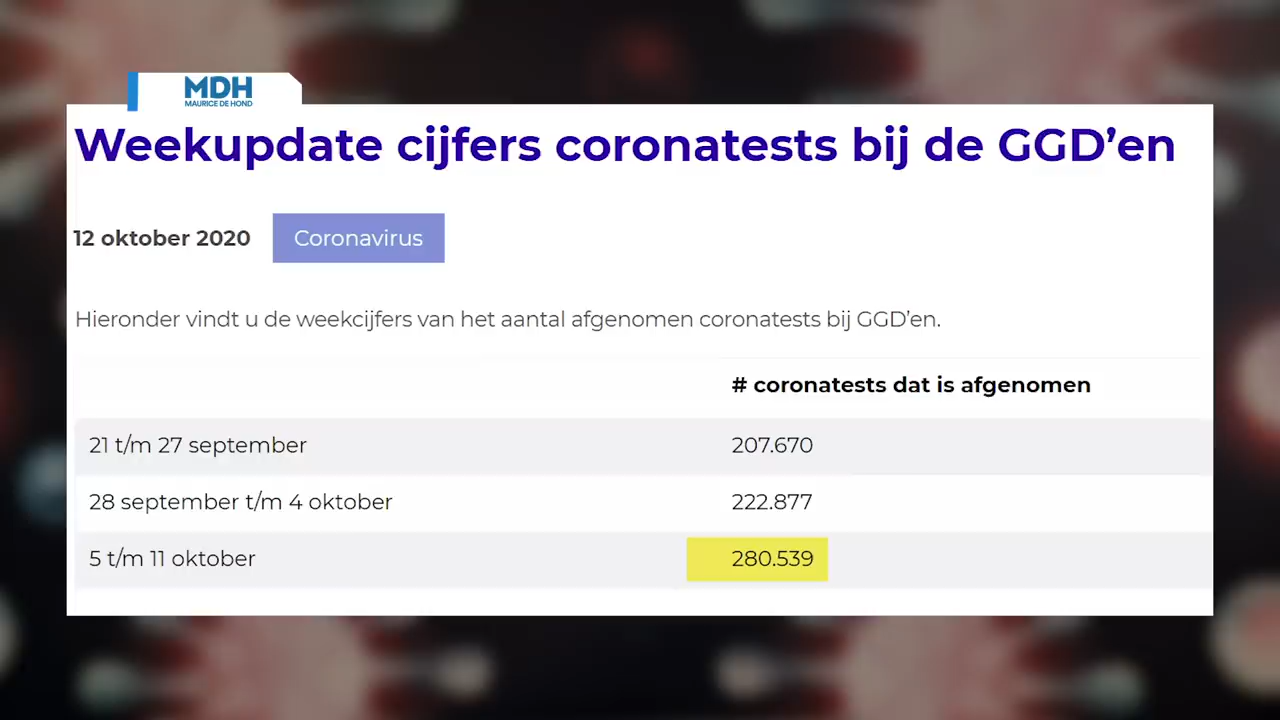 MDH
MAURICE DE HOND
Weekupdate cijfers coronatests bij de GGD’en
12 oktober 2020 Coronavirus
Hieronder vindt u de weekcijfers van het aantal afgenomen coronatests bij GGD’en.
# coronatests dat is afgenomen
21 t/m 27 september 207.670
28 september t/m 4 oktober 222.877
5 t/m 11 oktober 280.539